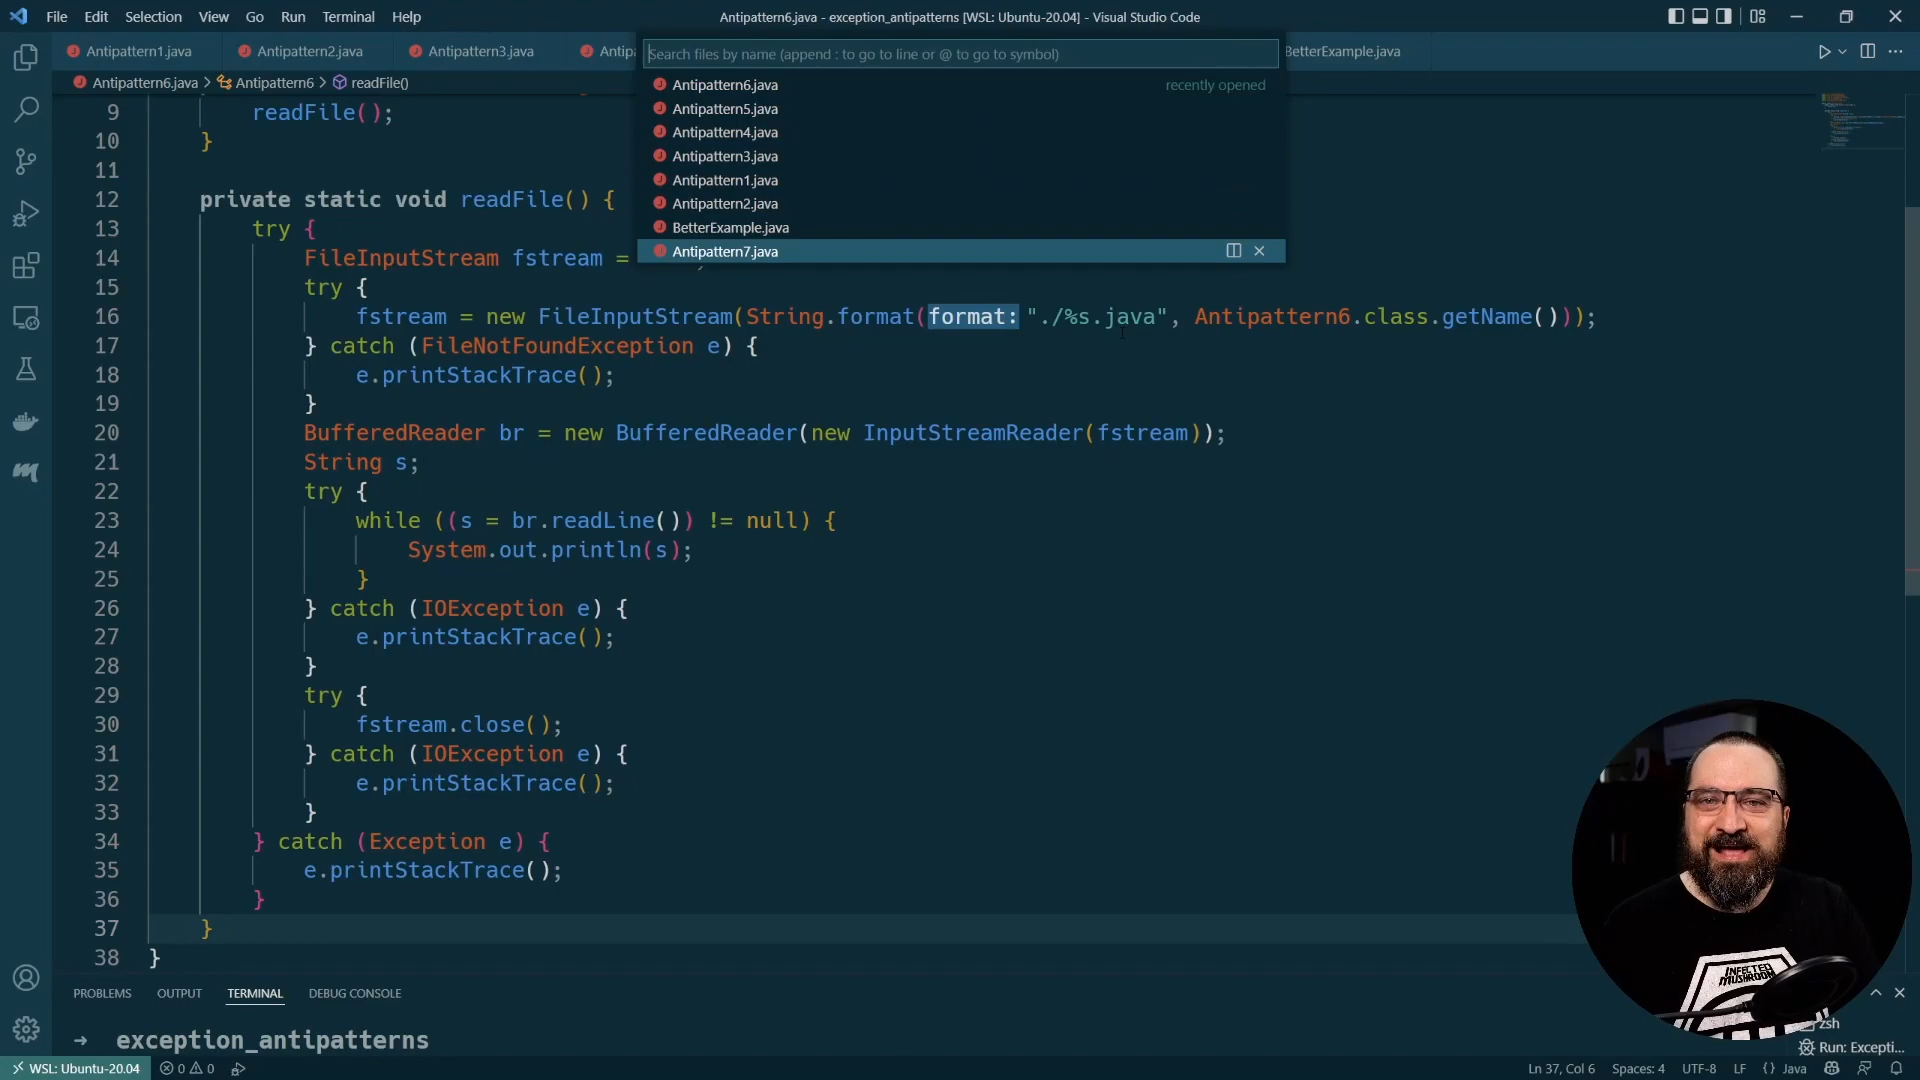 File Edit Selection View Go Run Terminal Help
Antipattern6.java - exception_antipatterns [WSL: Ubuntu-20.04] - Visual Studio Code
Antipattern1.java Antipattern2.java Antipattern3.java Antip BetterExample.java
Search files by name (append : to go to line or @ to go to symbol)
Antipattern6.java recently opened
Antipattern5.java
Antipattern4.java
Antipattern3.java
Antipattern1.java
Antipattern2.java
BetterExample.java
Antipattern7.java
Antipattern6.java > Antipattern6 > readFile()
9 readFile();
10 }
11
12 private static void readFile() {
13 try {
14 FileInputStream fstream =
15 try {
16 fstream = new FileInputStream(String.format(format: "./%s.java", Antipattern6.class.getName()));
17 } catch (FileNotFoundException e) {
18 e.printStackTrace();
19 }
20 BufferedReader br = new BufferedReader(new InputStreamReader(fstream));
21 String s;
22 try {
23 while ((s = br.readLine()) != null) {
24 System.out.println(s);
25 }
26 } catch (IOException e) {
27 e.printStackTrace();
28 }
29 try {
30 fstream.close();
31 } catch (IOException e) {
32 e.printStackTrace();
33 }
34 } catch (Exception e) {
35 e.printStackTrace();
36 }
37 }
38 }
PROBLEMS OUTPUT TERMINAL DEBUG CONSOLE
→ exception_antipatterns
INFECTED
MUSHROOM
zsh
Run: Excepti...
WSL: Ubuntu-20.04 0 0 Ln 37, Col 6 Spaces: 4 UTF-8 LF {} Java